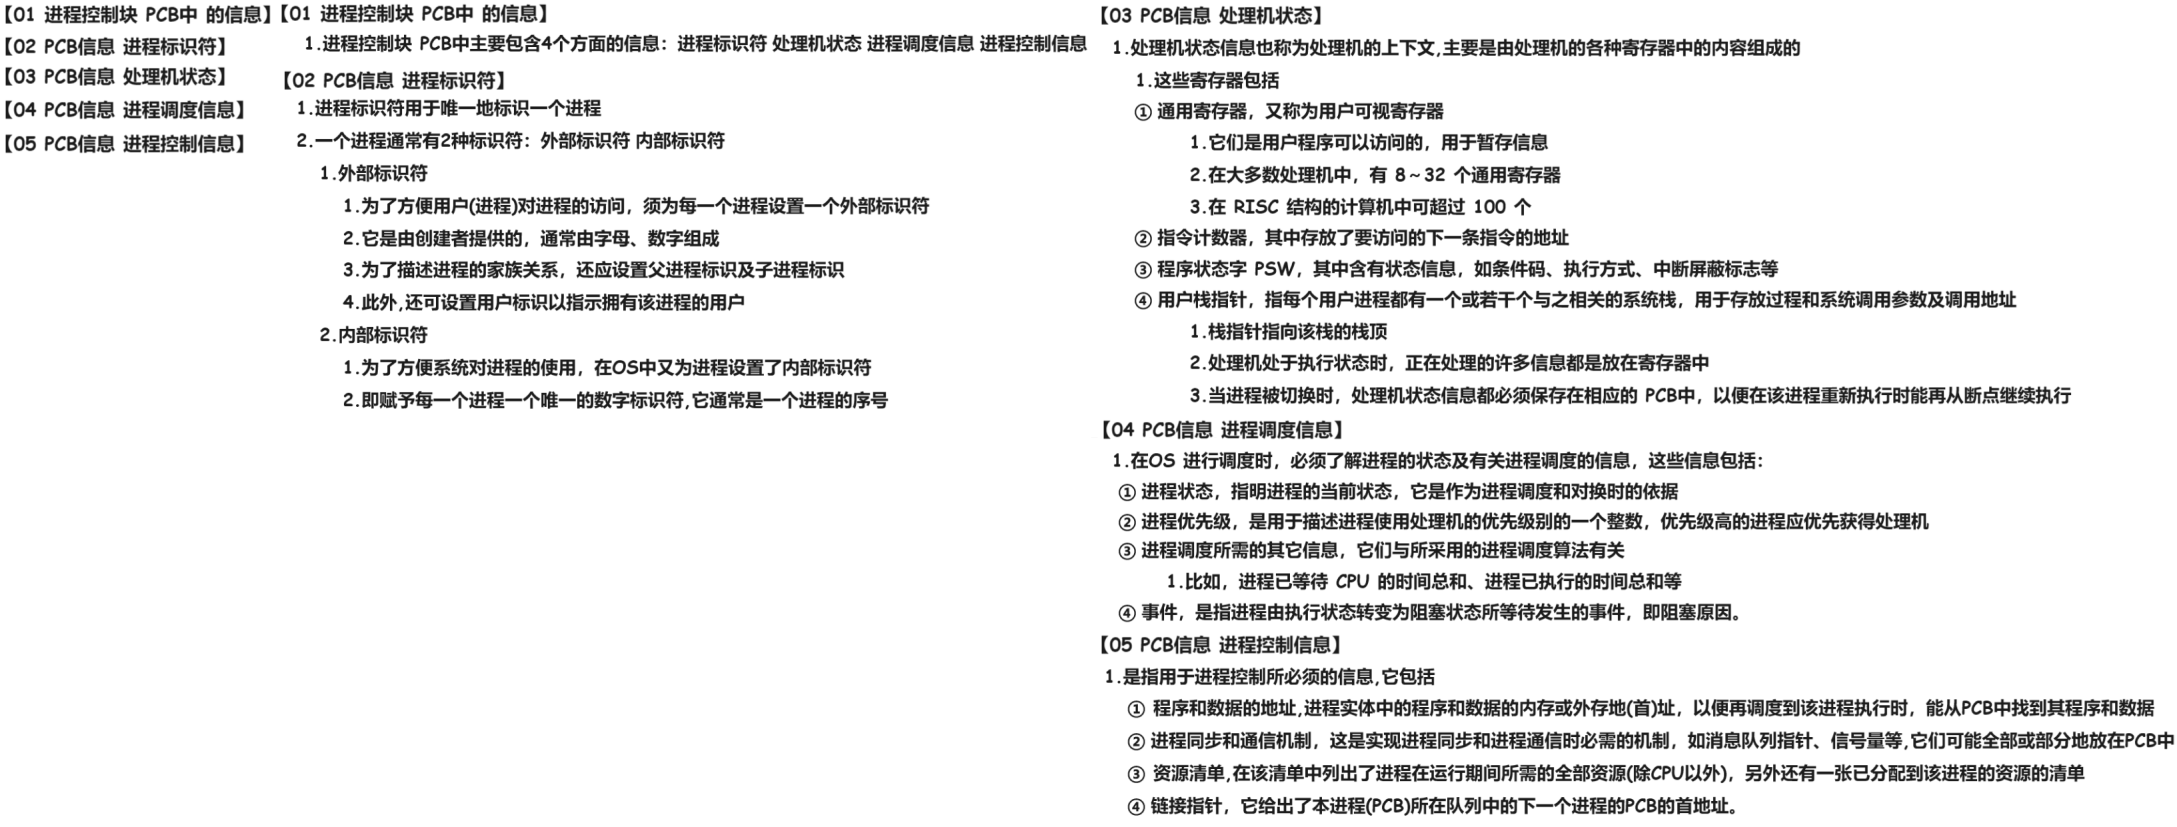 【01 进程控制块 PCB中 的信息】
【02 PCB信息 进程标识符】
【03 PCB信息 处理机状态】
【04 PCB信息 进程调度信息】
【05 PCB信息 进程控制信息】
【01 进程控制块 PCB中 的信息】
1.进程控制块 PCB中主要包含4个方面的信息：进程标识符 处理机状态 进程调度信息 进程控制信息
【02 PCB信息 进程标识符】
1.进程标识符用于唯一地标识一个进程
2.一个进程通常有2种标识符：外部标识符 内部标识符
1.外部标识符
1.为了方便用户(进程)对进程的访问，须为每一个进程设置一个外部标识符
2.它是由创建者提供的，通常由字母、数字组成
3.为了描述进程的家族关系，还应设置父进程标识及子进程标识
4.此外,还可设置用户标识以指示拥有该进程的用户
2.内部标识符
1.为了方便系统对进程的使用，在OS中又为进程设置了内部标识符
2.即赋予每一个进程一个唯一的数字标识符,它通常是一个进程的序号
【03 PCB信息 处理机状态】
1.处理机状态信息也称为处理机的上下文,主要是由处理机的各种寄存器中的内容组成的
1.这些寄存器包括
① 通用寄存器，又称为用户可视寄存器
1.它们是用户程序可以访问的，用于暂存信息
2.在大多数处理机中，有 8～32 个通用寄存器
3.在 RISC 结构的计算机中可超过 100 个
② 指令计数器，其中存放了要访问的下一条指令的地址
③ 程序状态字 PSW，其中含有状态信息，如条件码、执行方式、中断屏蔽标志等
④ 用户栈指针，指每个用户进程都有一个或若干个与之相关的系统栈，用于存放过程和系统调用参数及调用地址
1.栈指针指向该栈的栈顶
2.处理机处于执行状态时，正在处理的许多信息都是放在寄存器中
3.当进程被切换时，处理机状态信息都必须保存在相应的 PCB中，以便在该进程重新执行时能再从断点继续执行
【04 PCB信息 进程调度信息】
1.在OS 进行调度时，必须了解进程的状态及有关进程调度的信息，这些信息包括：
① 进程状态，指明进程的当前状态，它是作为进程调度和对换时的依据
② 进程优先级，是用于描述进程使用处理机的优先级别的一个整数，优先级高的进程应优先获得处理机
③ 进程调度所需的其它信息，它们与所采用的进程调度算法有关
1.比如，进程已等待 CPU 的时间总和、进程已执行的时间总和等
④ 事件，是指进程由执行状态转变为阻塞状态所等待发生的事件，即阻塞原因。
【05 PCB信息 进程控制信息】
1.是指用于进程控制所必须的信息,它包括
① 程序和数据的地址,进程实体中的程序和数据的内存或外存地(首)址，以便再调度到该进程执行时，能从PCB中找到其程序和数据
② 进程同步和通信机制，这是实现进程同步和进程通信时必需的机制，如消息队列指针、信号量等,它们可能全部或部分地放在PCB中
③ 资源清单,在该清单中列出了进程在运行期间所需的全部资源(除CPU以外)，另外还有一张已分配到该进程的资源的清单
④ 链接指针，它给出了本进程(PCB)所在队列中的下一个进程的PCB的首地址。